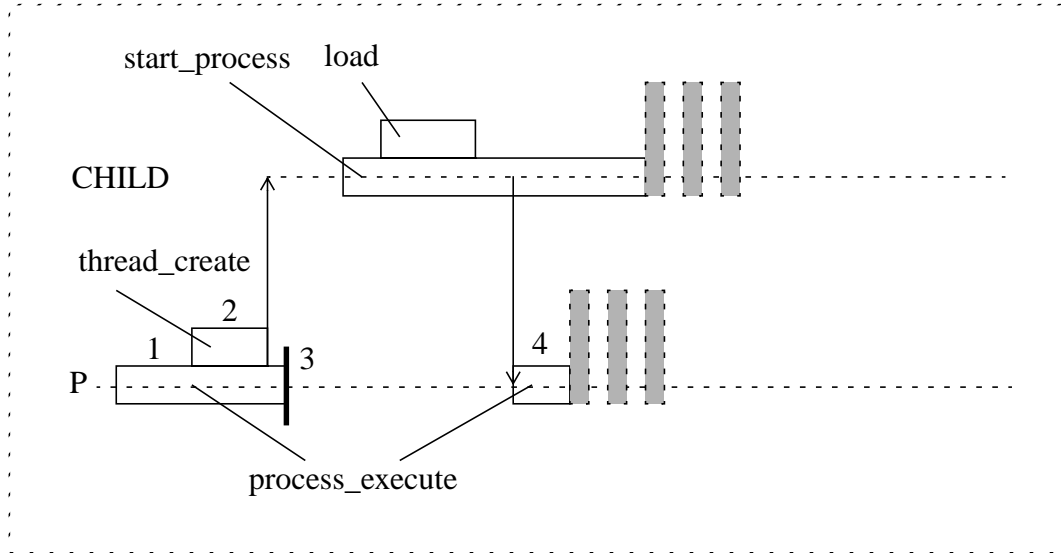 start_process load
CHILD
thread_create
2
1
3
4
P
process_execute